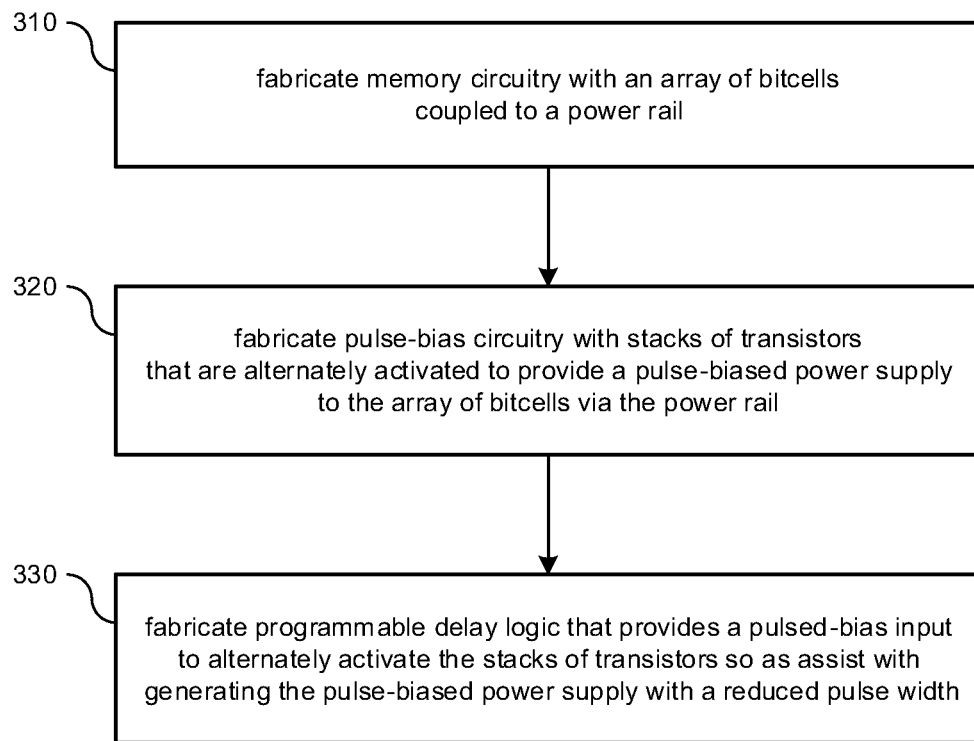 310
fabricate memory circuitry with an array of bitcells
coupled to a power rail
320
fabricate pulse-bias circuitry with stacks of transistors
that are alternately activated to provide a pulse-biased power supply
to the array of bitcells via the power rail
330
fabricate programmable delay logic that provides a pulsed-bias input
to alternately activate the stacks of transistors so as assist with
generating the pulse-biased power supply with a reduced pulse width